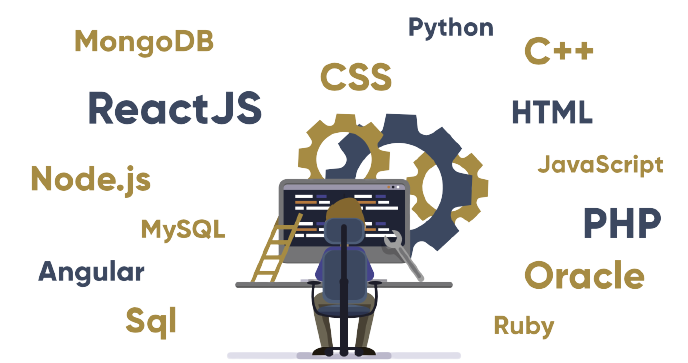 Python
MongoDB
C++
CSS
ReactJS
HTML
JavaScript
Node.js
PHP
MySQL
Angular
Oracle
Sql
Ruby